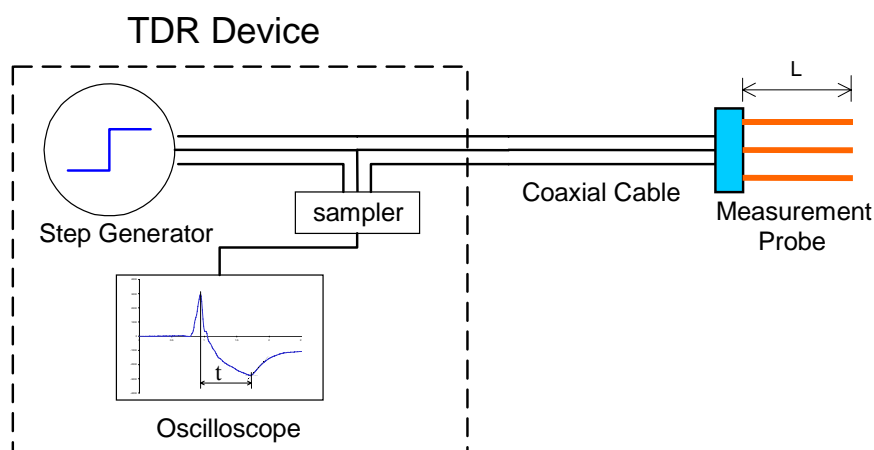 TDR Device
L
Step Generator
sampler
Coaxial Cable
Measurement
Probe
t
Oscilloscope